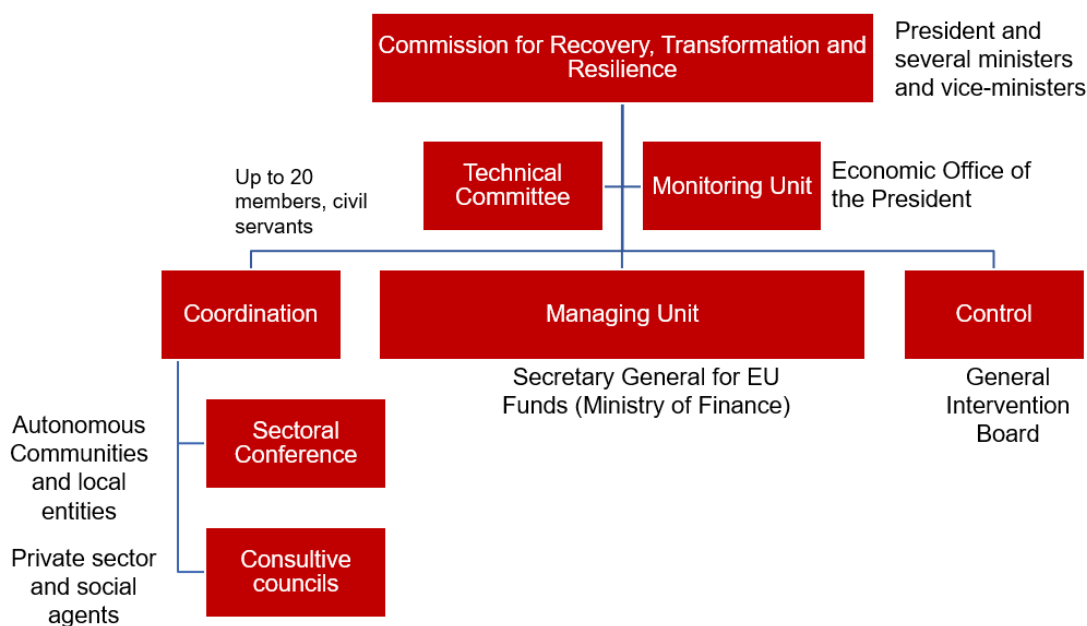 Commission for Recovery, Transformation and
Resilience
President and
several ministers
and vice-ministers
Up to 20
members, civil
servants
Technical
Committee
Monitoring Unit
Economic Office of
the President
Coordination
Managing Unit
Control
Secretary General for EU
Funds (Ministry of Finance)
General
Intervention
Board
Autonomous
Communities
and local
entities
Sectoral
Conference
Private sector
and social
agents
Consultive
councils